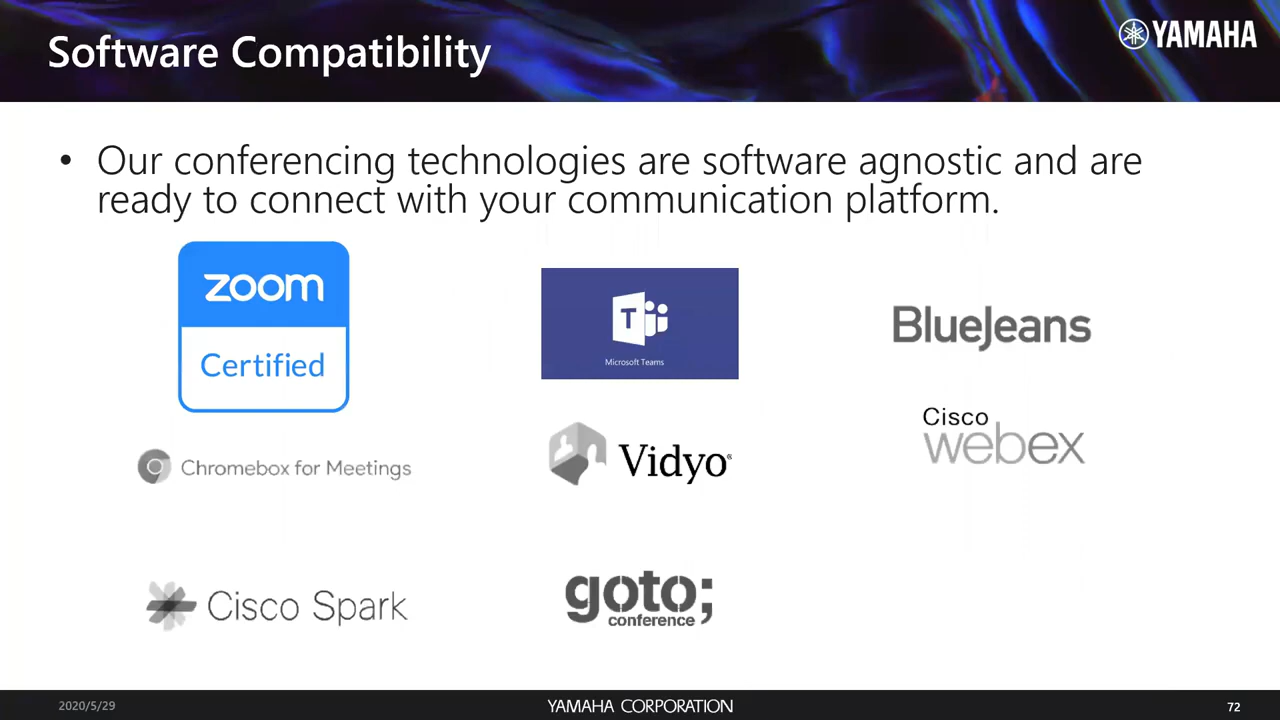 Software Compatibility
YAMAHA
• Our conferencing technologies are software agnostic and are
ready to connect with your communication platform.
zoom
Certified
Microsoft Teams
BlueJeans
Chromebox for Meetings
Vidyo®
Cisco
webex
Cisco Spark
goto;
conference
2020/5/29
YAMAHA CORPORATION
72